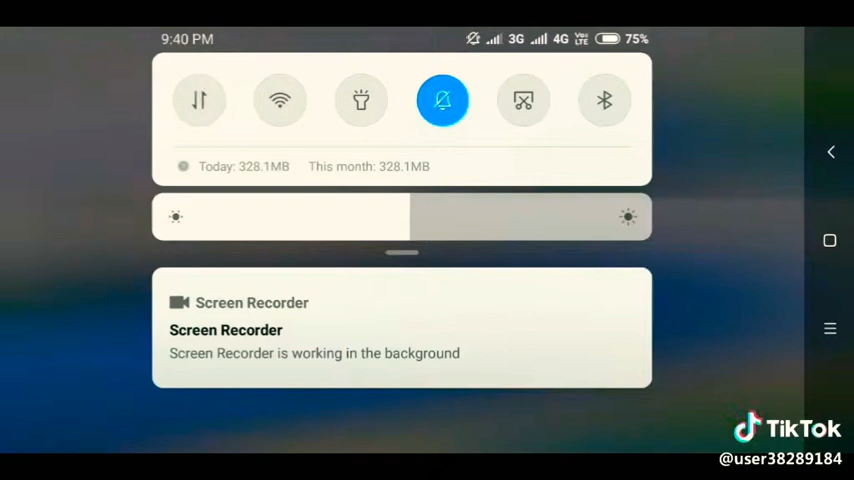 9:40 PM 3G 4G VoLTE 75%
Today: 328.1MB This month: 328.1MB
Screen Recorder
Screen Recorder
Screen Recorder is working in the background
TikTok
@user38289184